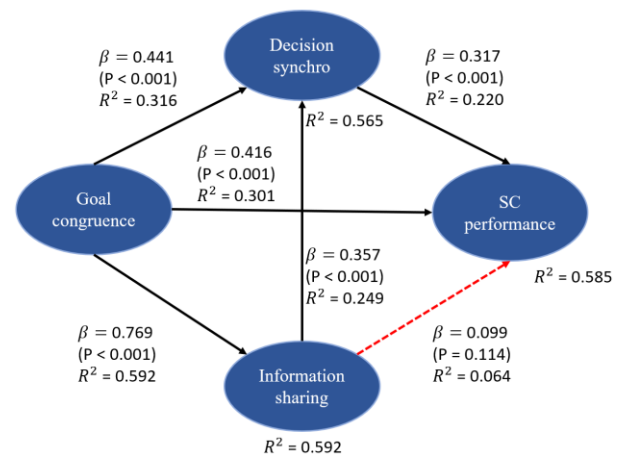 Decision
synchro
β = 0.441
(P < 0.001)
R² = 0.316
β = 0.317
(P < 0.001)
R² = 0.220
R² = 0.565
β = 0.416
(P < 0.001)
R² = 0.301
Goal
congruence
SC
performance
β = 0.357
(P < 0.001)
R² = 0.249
R² = 0.585
β = 0.769
(P < 0.001)
R² = 0.592
β = 0.099
(P = 0.114)
R² = 0.064
Information
sharing
R² = 0.592